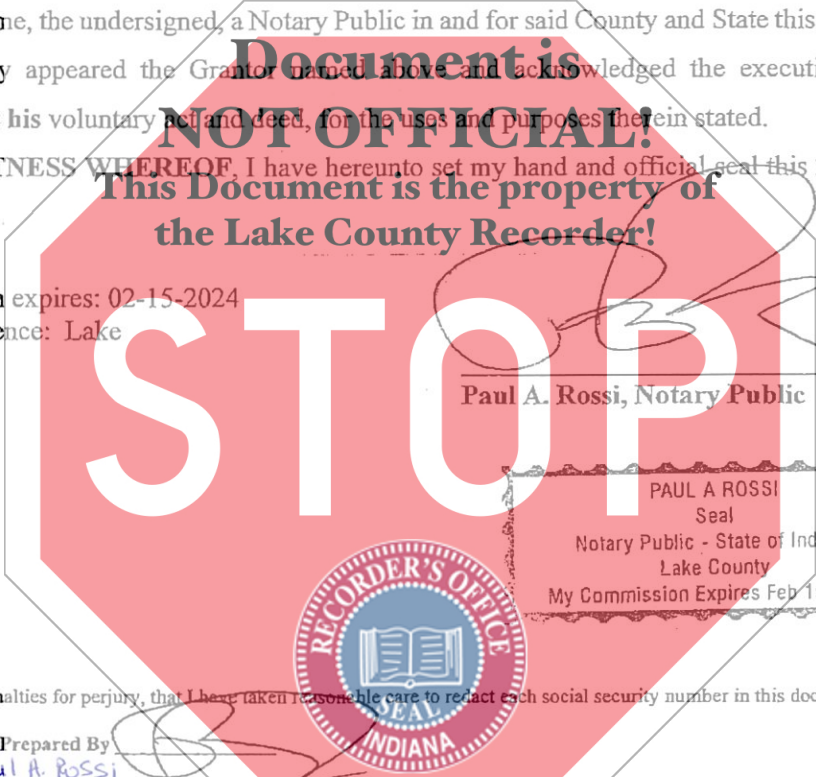 ne, the undersigned, a Notary Public in and for said County and State this
Document is
y appeared the Grantor named above and acknowledged the executi
NOT OFFICIAL!
his voluntary act and deed, for the uses and purposes therein stated.
TNESS WHEREOF, I have hereunto set my hand and official seal this
This Document is the property of
the Lake County Recorder!
n expires: 02-15-2024
ence: Lake
STOP
Paul A. Rossi, Notary Public
PAUL A ROSSI
Seal
Notary Public - State of Ind
Lake County
My Commission Expires Feb 1
RECORDER'S OFFICE
SEAL
INDIANA
alties for perjury, that I have taken reasonable care to redact each social security number in this doc
Prepared By
ul A. Rossi